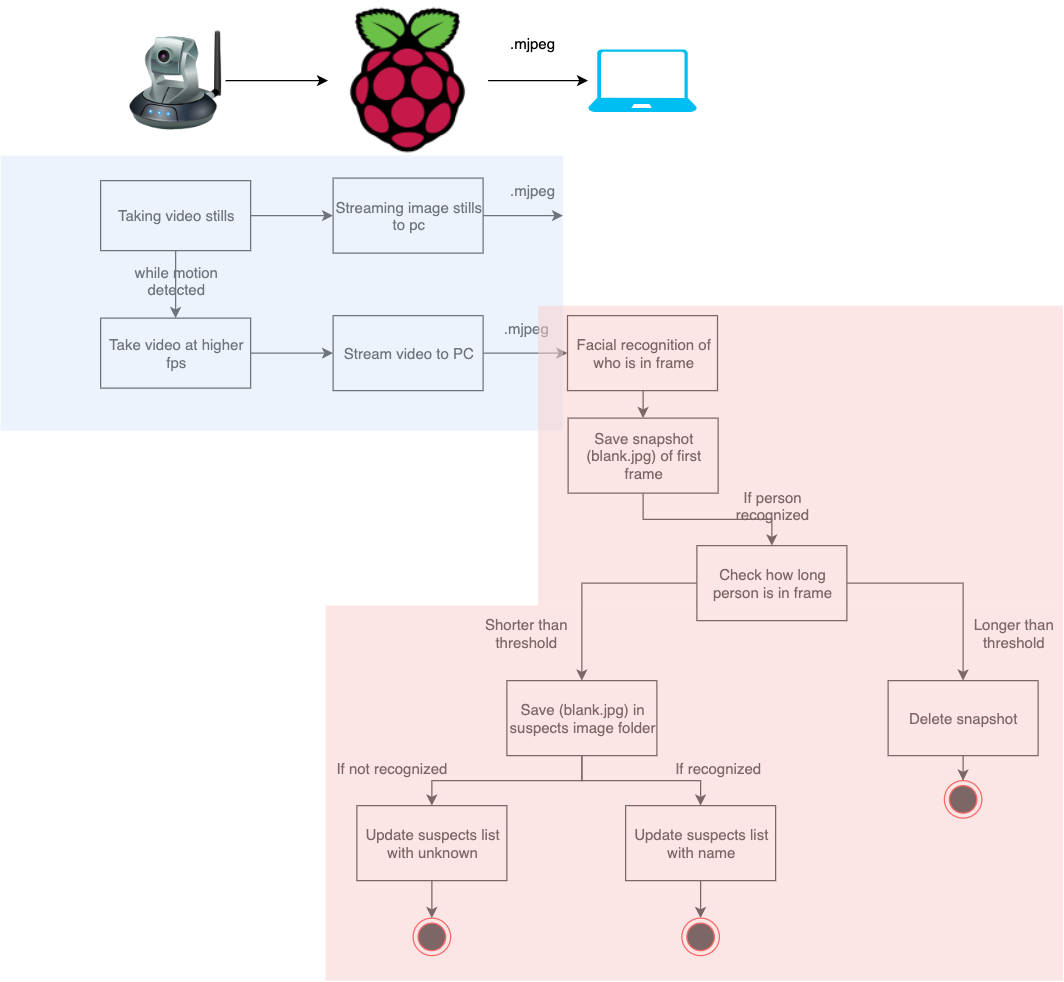 .mjpeg
Taking video stills
Streaming image stills
to pc
.mjpeg
while motion
detected
Take video at higher
fps
Stream video to PC
.mjpeg
Facial recognition of
who is in frame
Save snapshot
(blank.jpg) of first
frame
If person
recognized
Check how long
person is in frame
Shorter than
threshold
Longer than
threshold
Save (blank.jpg) in
suspects image folder
Delete snapshot
If not recognized
If recognized
Update suspects list
with unknown
Update suspects list
with name